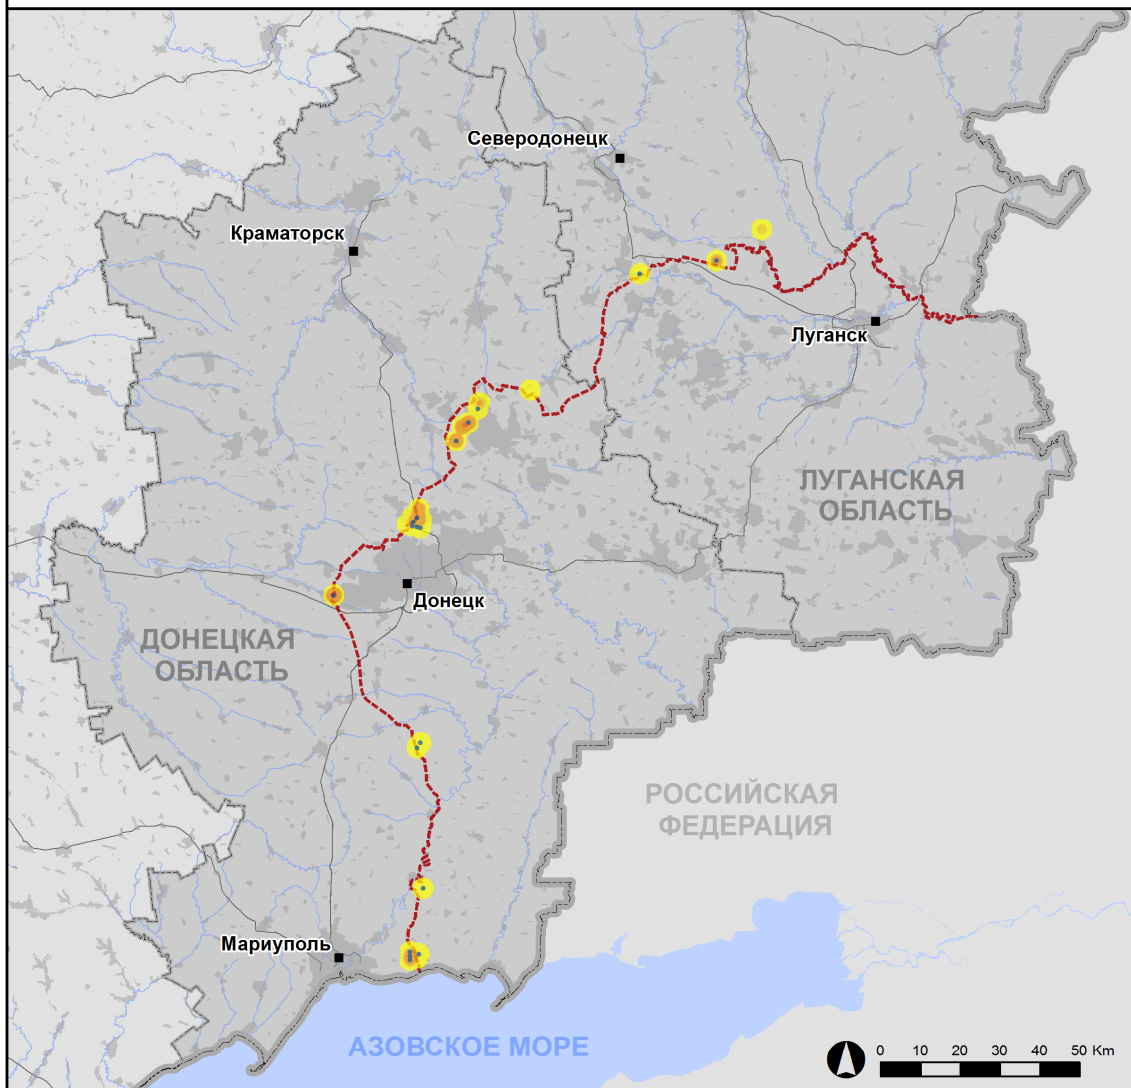 Северодонецк
Краматорск
Луганск
ЛУГАНСКАЯ
ОБЛАСТЬ
Донецк
ДОНЕЦКАЯ
ОБЛАСТЬ
РОССИЙСКАЯ
ФЕДЕРАЦИЯ
Мариуполь
АЗОВСКОЕ МОРЕ
0 10 20 30 40 50 Km